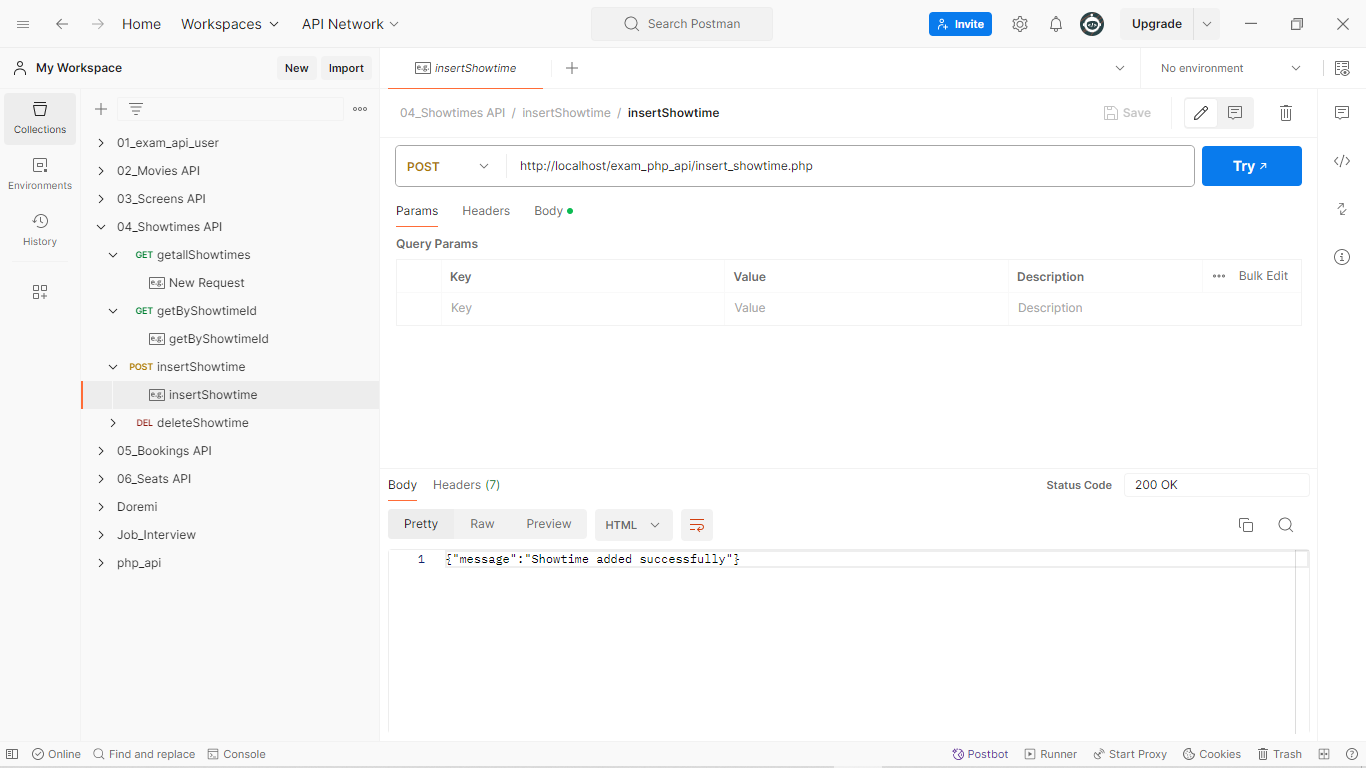 Home Workspaces API Network Search Postman Invite Upgrade
My Workspace New Import e.g. insertShowtime No environment
Collections
Environments
History
01_exam_api_user
02_Movies API
03_Screens API
04_Showtimes API
GET getallShowtimes
e.g. New Request
GET getByShowtimeId
e.g. getByShowtimeId
POST insertShowtime
e.g. insertShowtime
DEL deleteShowtime
05_Bookings API
06_Seats API
Doremi
Job_Interview
php_api
04_Showtimes API / insertShowtime / insertShowtime Save
POST http://localhost/exam_php_api/insert_showtime.php Try
Params Headers Body
Query Params
Key Value Description Bulk Edit
Key Value Description
Body Headers (7) Status Code 200 OK
Pretty Raw Preview HTML
1 {"message":"Showtime added successfully"}
Online Find and replace Console Postbot Runner Start Proxy Cookies Trash